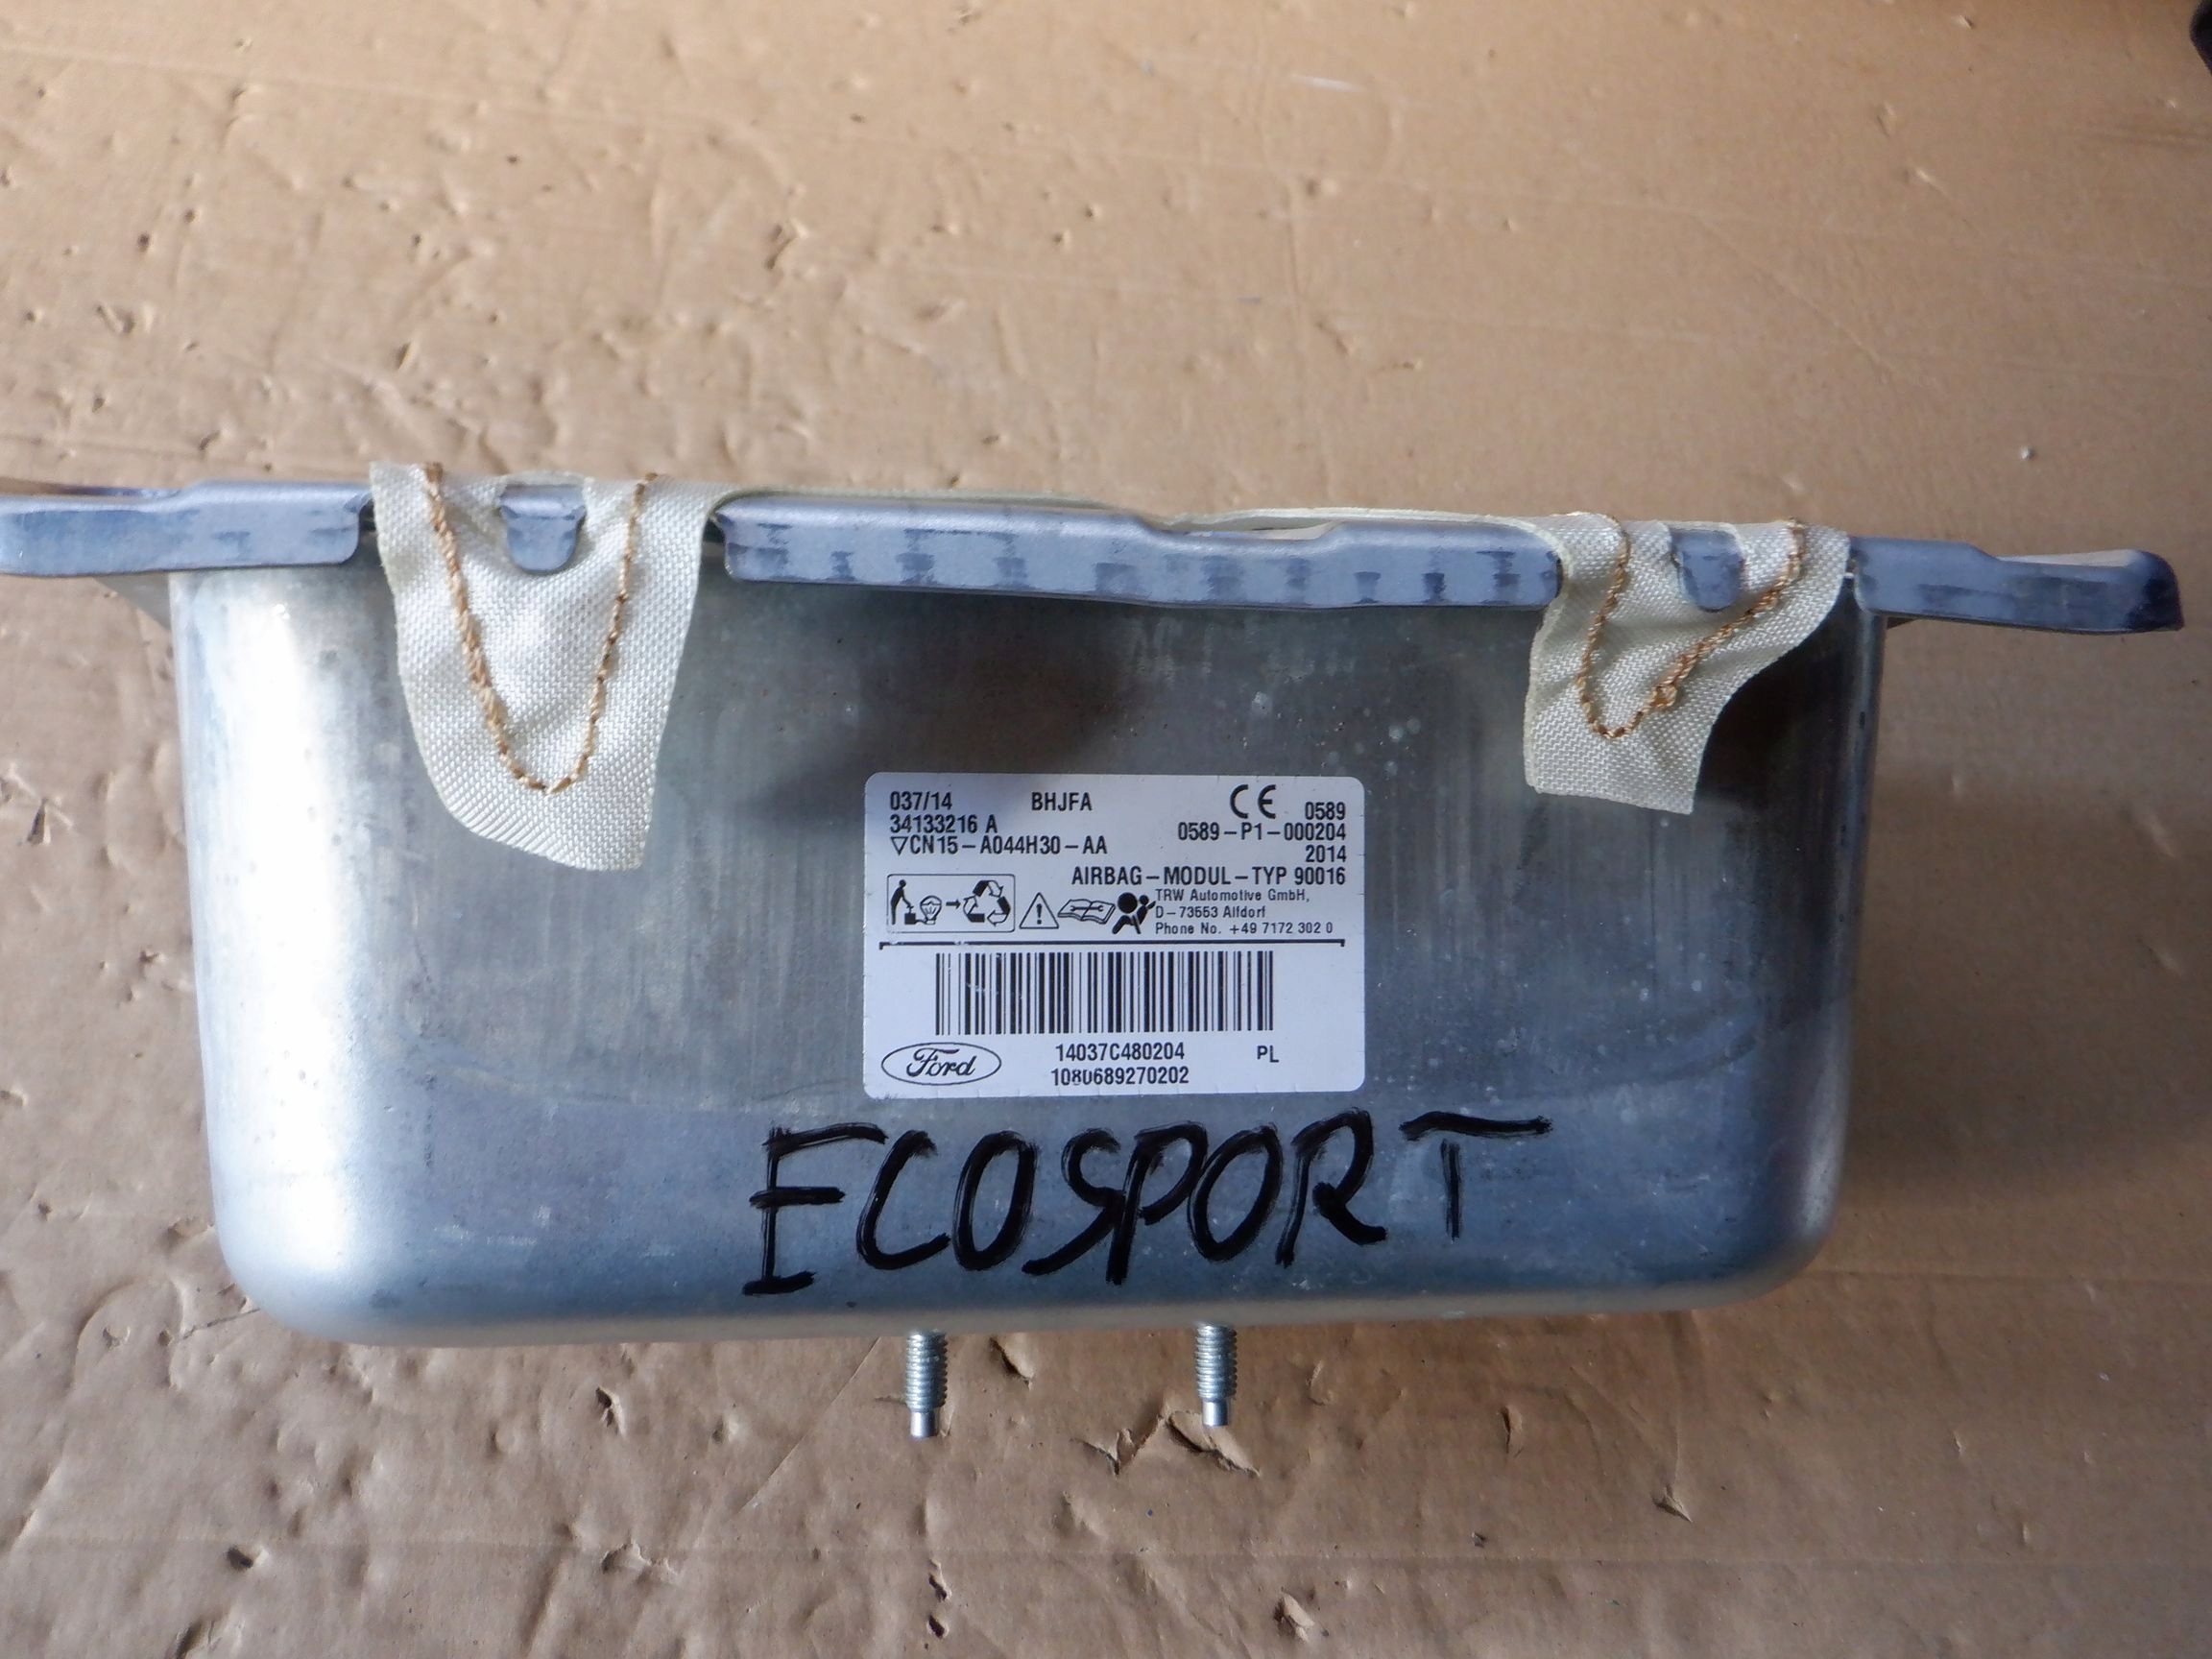 037/14 BHJFA CE 0589
34133216 A 0589-P1-000204
▽CN15-A044H30-AA 2014
AIRBAG-MODUL-TYP 90016
TRW Automotive GmbH,
D-73553 Alfdorf
Phone No. +49 7172 302 0
Ford 14037C480204 PL
1080689270202
ECOSPORT